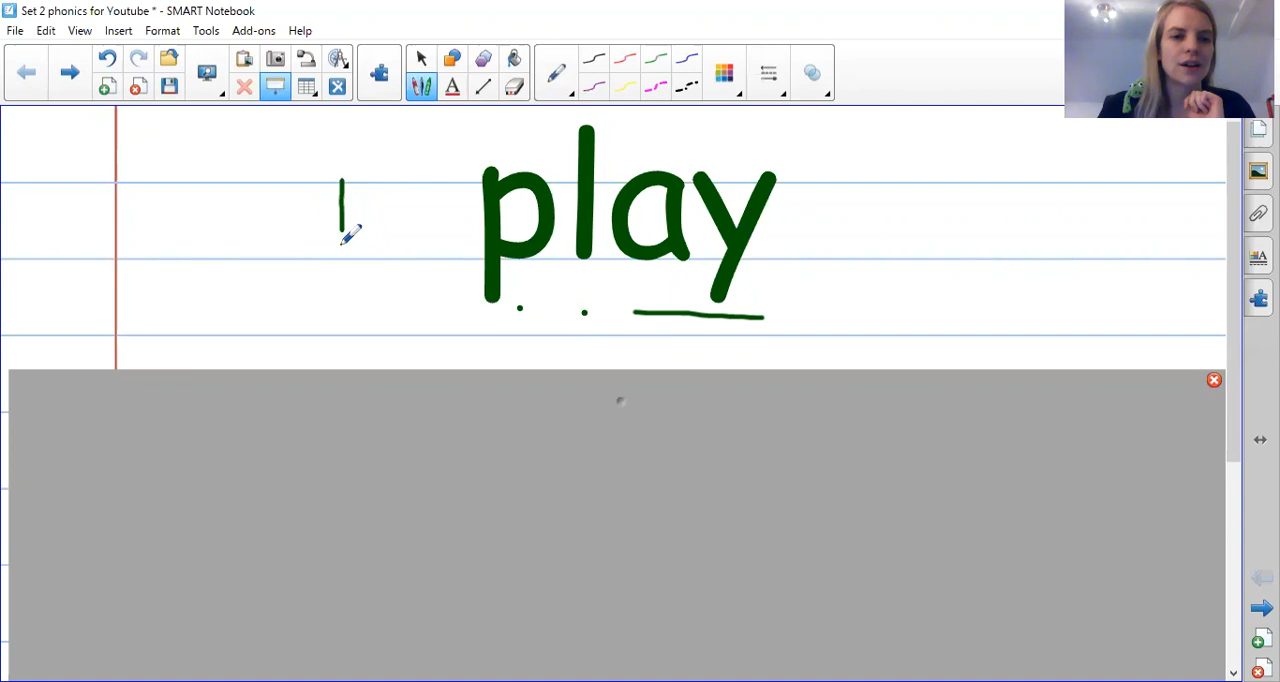 Set 2 phonics for Youtube * - SMART Notebook
File Edit View Insert Format Tools Add-ons Help
play